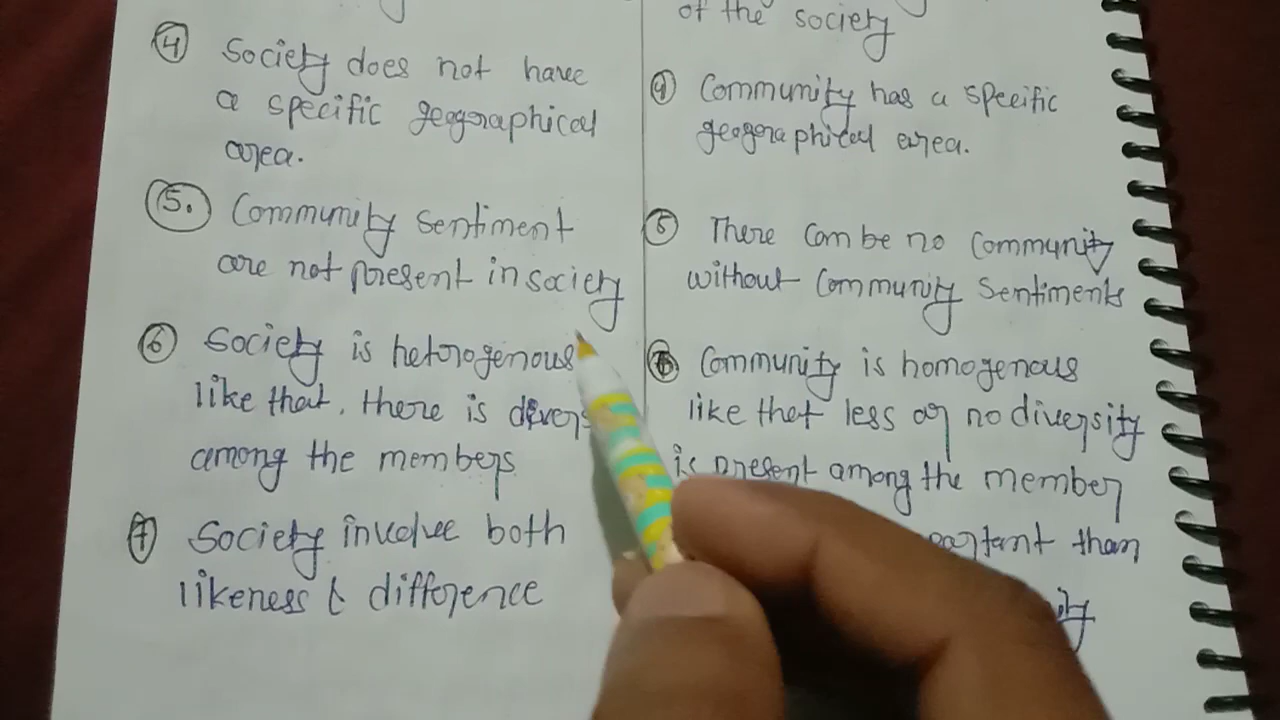 ④ Society does not have
a specific geographical
area.
⑤. Community Sentiment
are not present in society
⑥ Society is heterogenous
like that, there is
among the members
⑦ Society involve both
likeness & difference
of the society
④ Community has a specific
geographical area.
⑤ There can be no Community
without Community Sentiments
⑥ Community is homogenous
like that less or no diversity
is present among the member
than